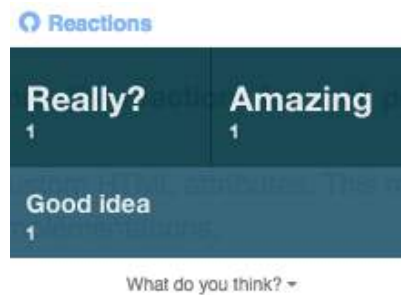 Reactions
Really? Amazing
1 1
Good idea
1
What do you think?